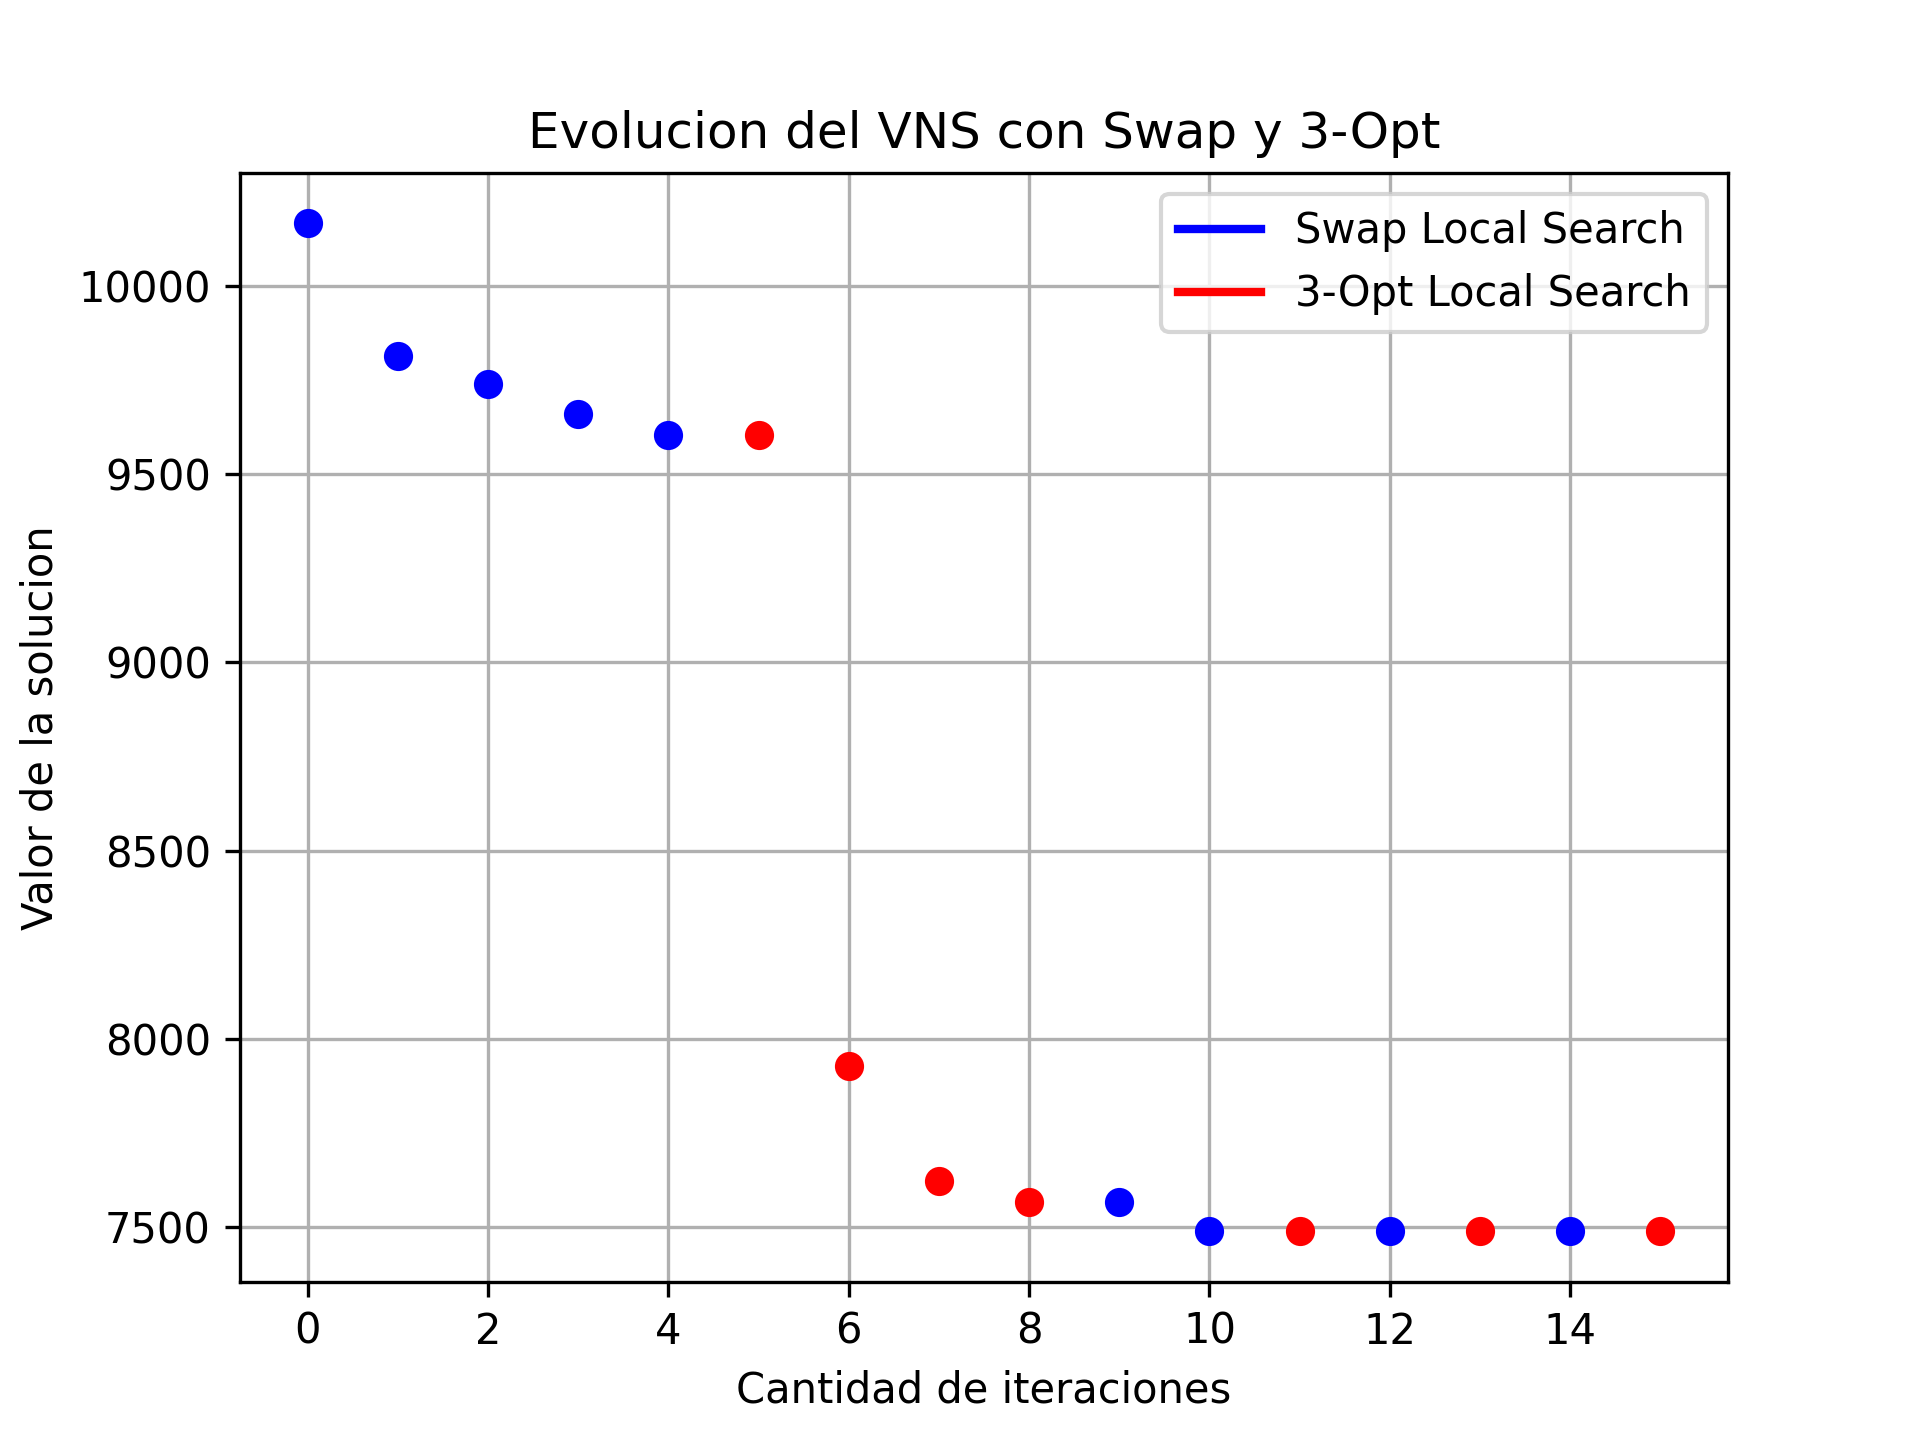 Evolucion del VNS con Swap y 3-Opt
Swap Local Search
3-Opt Local Search
Valor de la solucion
10000
9500
9000
8500
8000
7500
0 2 4 6 8 10 12 14
Cantidad de iteraciones